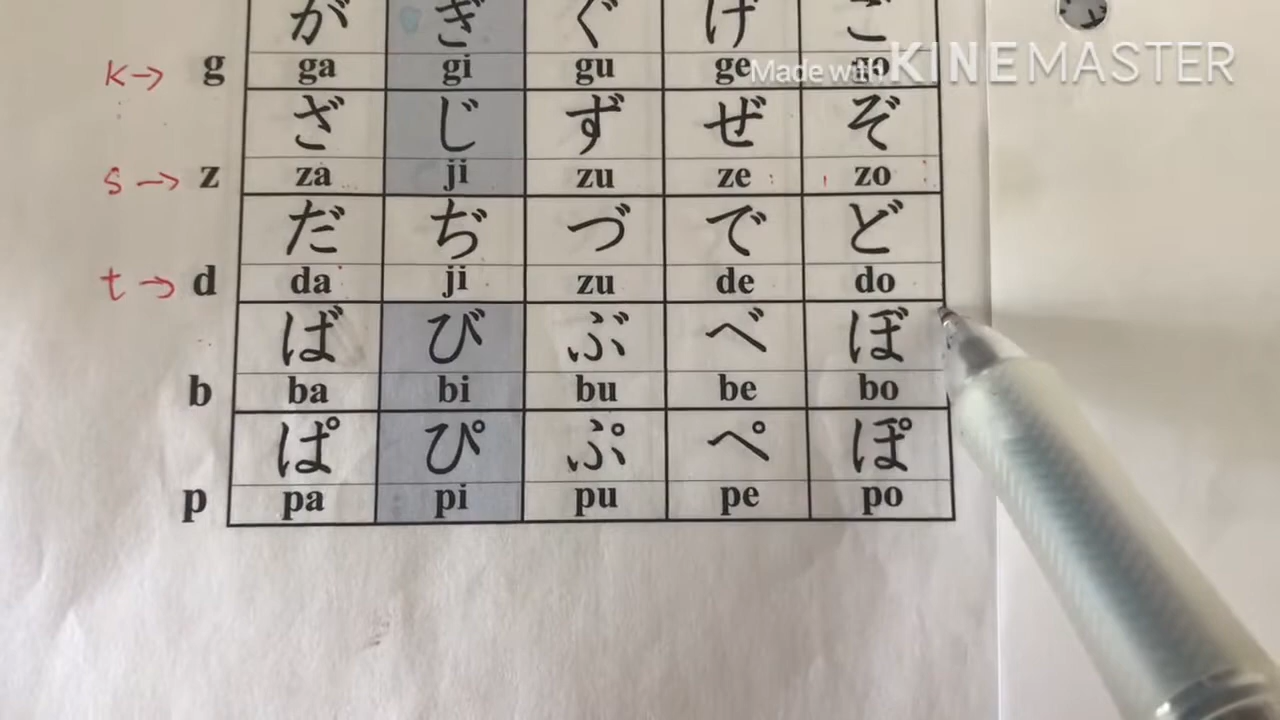 が ぎ ぐ げ ご
k→ g ga gi gu ge go
Made with KINEMASTER
ざ じ ず ぜ ぞ
s→ z za ji zu ze zo
だ ぢ づ で ど
t→ d da ji zu de do
ば び ぶ べ ぼ
b ba bi bu be bo
ぱ ぴ ぷ ぺ ぽ
p pa pi pu pe po